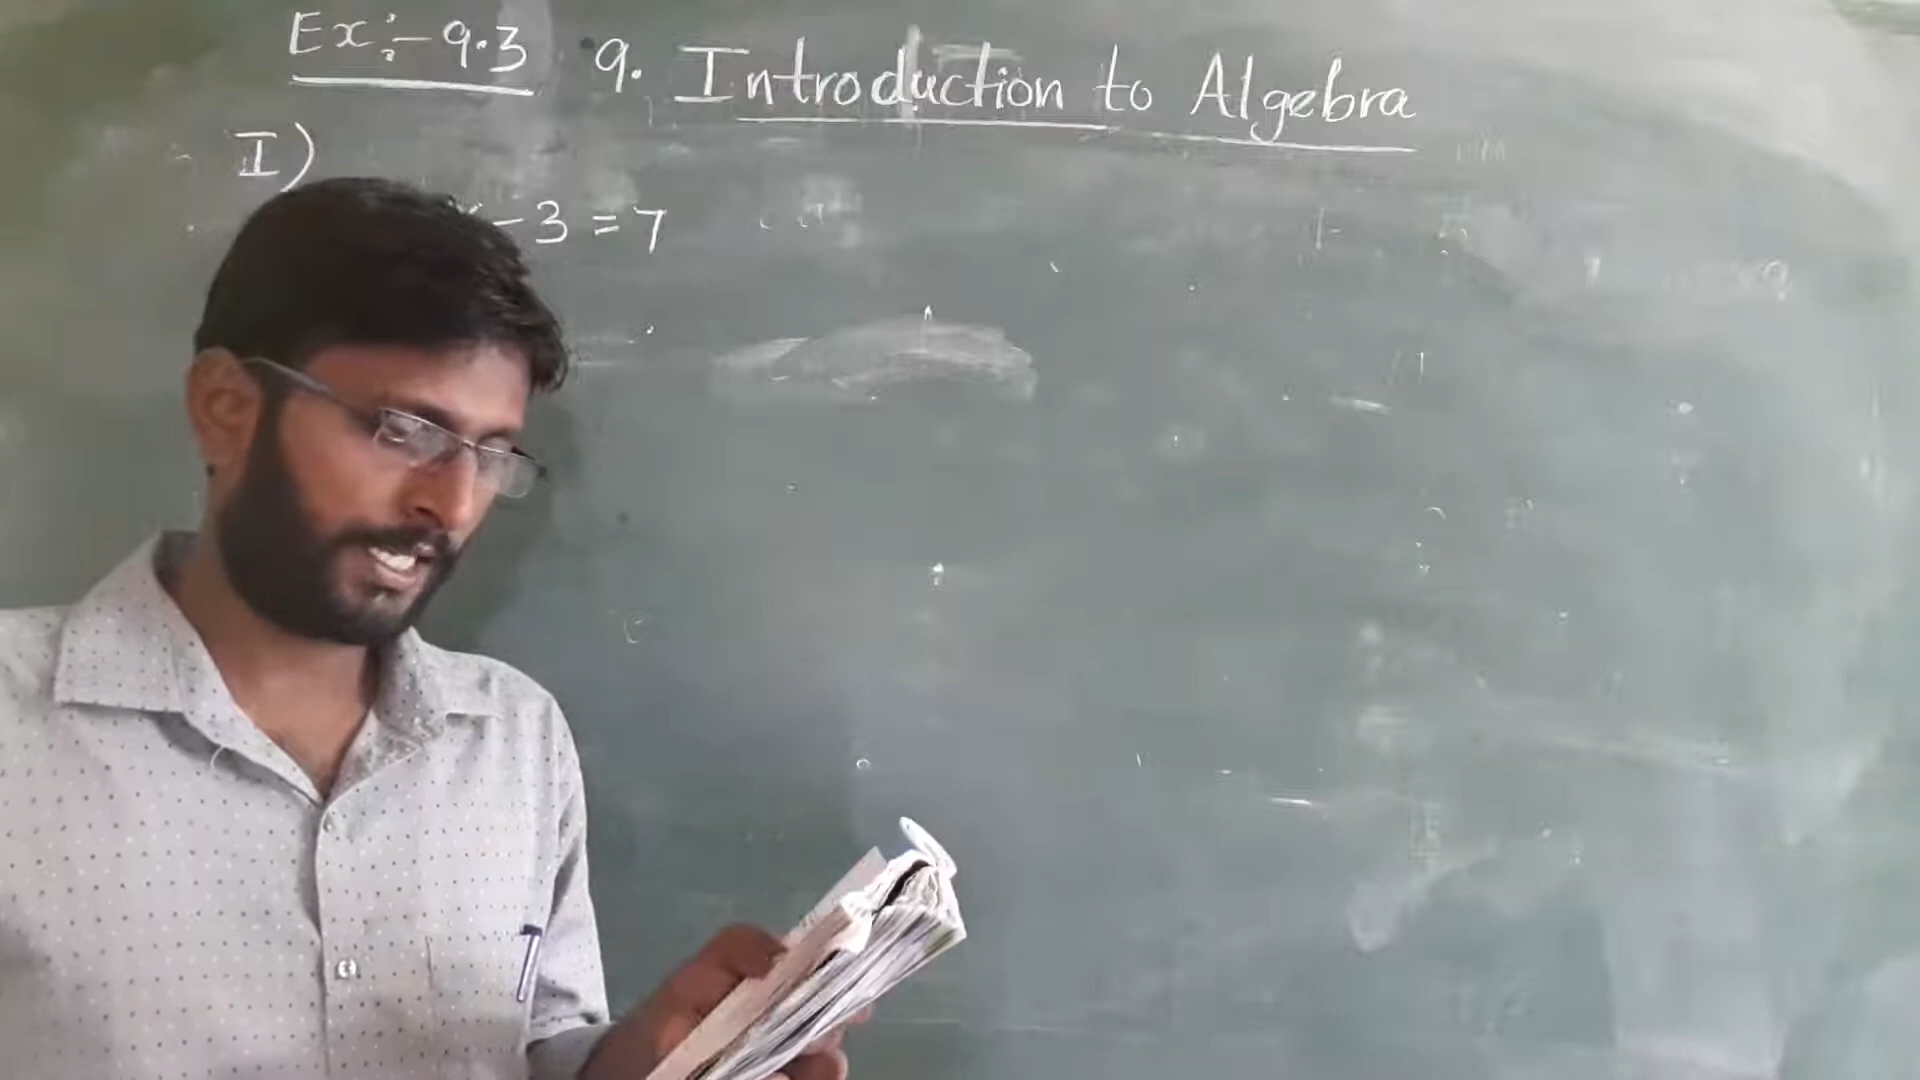 Ex:- 9.3 9. Introduction to Algebra
I)
- 3 = 7